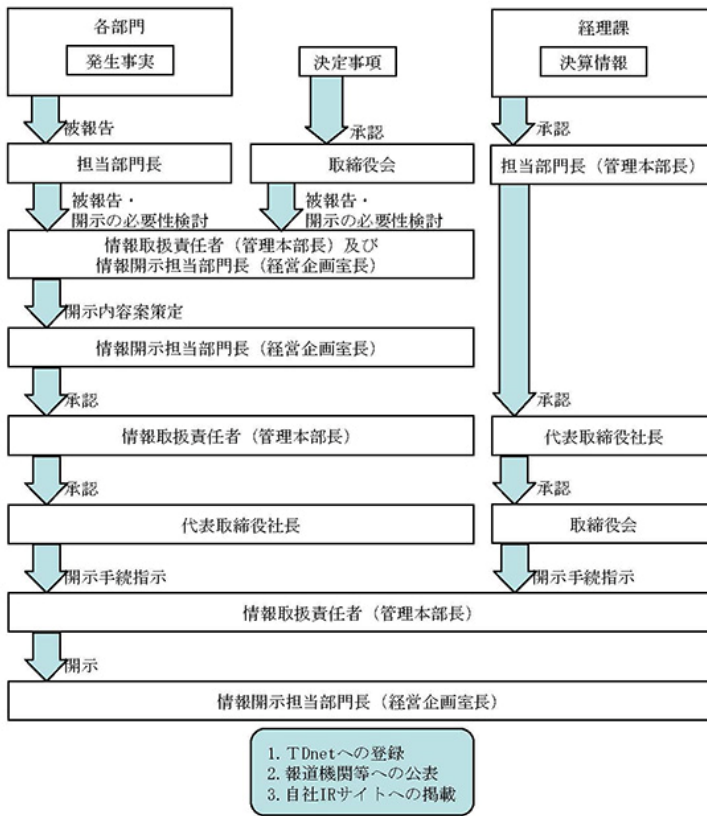 各部門
発生事実
決定事項
経理課
決算情報
被報告
承認
承認
担当部門長
取締役会
担当部門長（管理本部長）
被報告・
開示の必要性検討
被報告・
開示の必要性検討
情報取扱責任者（管理本部長）及び
情報開示担当部門長（経営企画室長）
開示内容案策定
情報開示担当部門長（経営企画室長）
承認
承認
情報取扱責任者（管理本部長）
代表取締役社長
承認
承認
代表取締役社長
取締役会
開示手続指示
開示手続指示
情報取扱責任者（管理本部長）
開示
情報開示担当部門長（経営企画室長）
1. TDnetへの登録
2. 報道機関等への公表
3. 自社IRサイトへの掲載